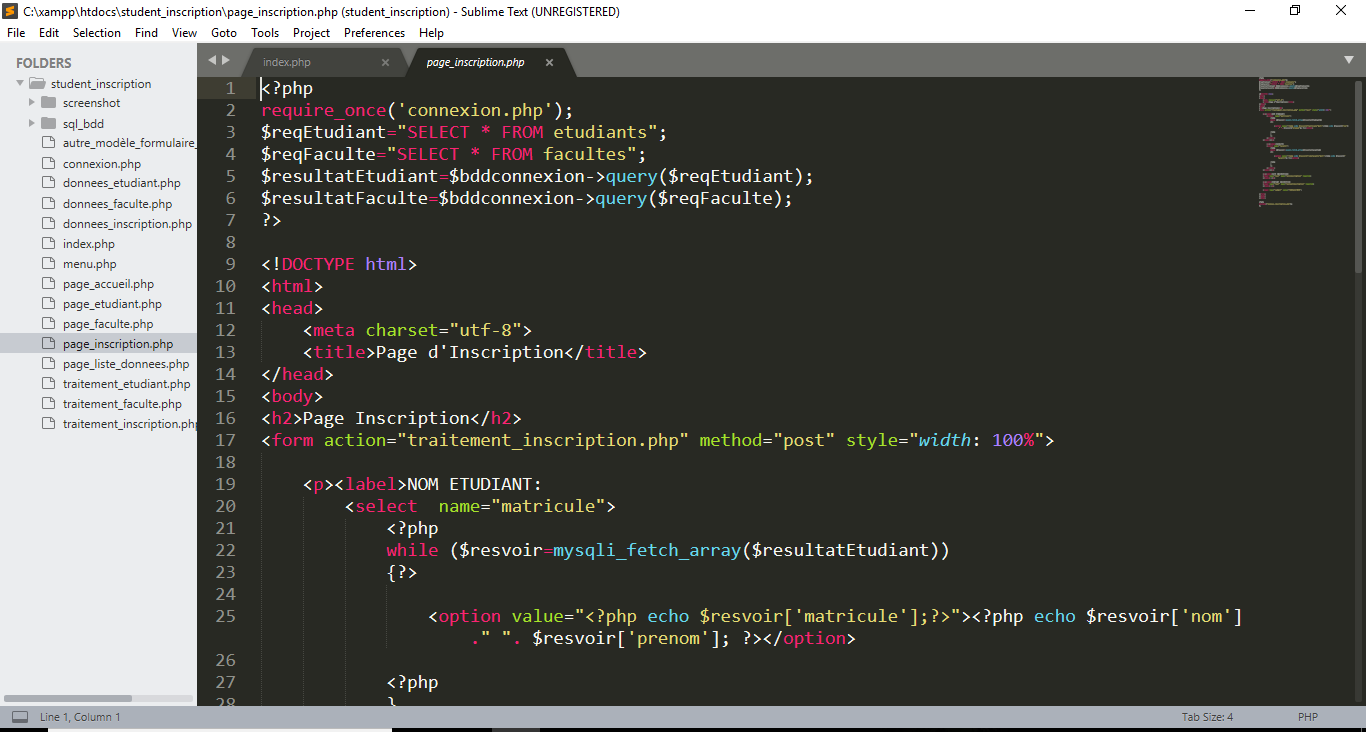 C:\xampp\htdocs\student_inscription\page_inscription.php (student_inscription) - Sublime Text (UNREGISTERED)
File Edit Selection Find View Goto Tools Project Preferences Help
FOLDERS
student_inscription
screenshot
sql_bdd
autre_modèle_formulaire_
connexion.php
donnees_etudiant.php
donnees_faculte.php
donnees_inscription.php
index.php
menu.php
page_accueil.php
page_etudiant.php
page_faculte.php
page_inscription.php
page_liste_donnees.php
traitement_etudiant.php
traitement_faculte.php
traitement_inscription.php
index.php × page_inscription.php ×
1 <?php
2 require_once('connexion.php');
3 $reqEtudiant="SELECT * FROM etudiants";
4 $reqFaculte="SELECT * FROM facultes";
5 $resultatEtudiant=$bddconnexion->query($reqEtudiant);
6 $resultatFaculte=$bddconnexion->query($reqFaculte);
7 ?>
8
9 <!DOCTYPE html>
10 <html>
11 <head>
12 <meta charset="utf-8">
13 <title>Page d'Inscription</title>
14 </head>
15 <body>
16 <h2>Page Inscription</h2>
17 <form action="traitement_inscription.php" method="post" style="width: 100%">
18
19 <p><label>NOM ETUDIANT:
20 <select  name="matricule">
21 <?php
22 while ($resvoir=mysqli_fetch_array($resultatEtudiant))
23 {?>
24
25 <option value="<?php echo $resvoir['matricule'];?>"><?php echo $resvoir['nom']
." ". $resvoir['prenom']; ?></option>
26
27 <?php
28 }
Line 1, Column 1
Tab Size: 4
PHP